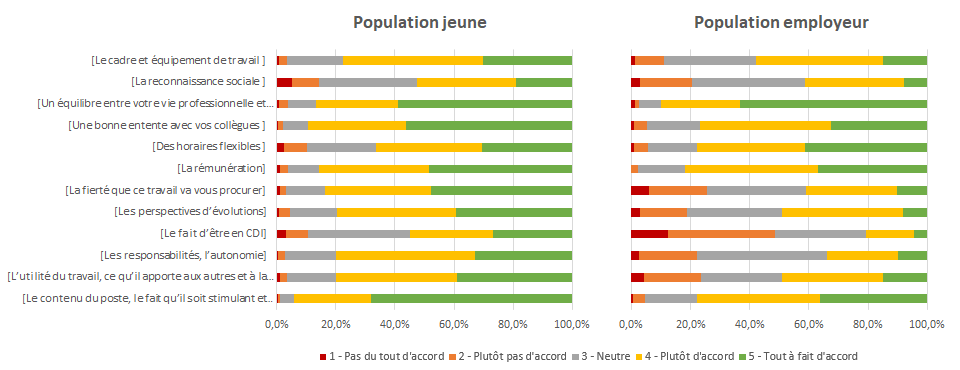 Population jeune
Population employeur
[Le cadre et équipement de travail ]
[La reconnaissance sociale ]
[Un équilibre entre votre vie professionnelle et…
[Une bonne entente avec vos collègues ]
[Des horaires flexibles ]
[La rémunération]
[La fierté que ce travail va vous procurer]
[Les perspectives d'évolutions]
[Le fait d'être en CDI]
[Les responsabilités, l'autonomie]
[L'utilité du travail, ce qu'il apporte aux autres et à la…
[Le contenu du poste, le fait qu'il soit stimulant et…
0,0% 20,0% 40,0% 60,0% 80,0% 100,0%
0,0% 20,0% 40,0% 60,0% 80,0% 100,0%
1 - Pas du tout d'accord 2 - Plutôt pas d'accord 3 - Neutre 4 - Plutôt d'accord 5 - Tout à fait d'accord